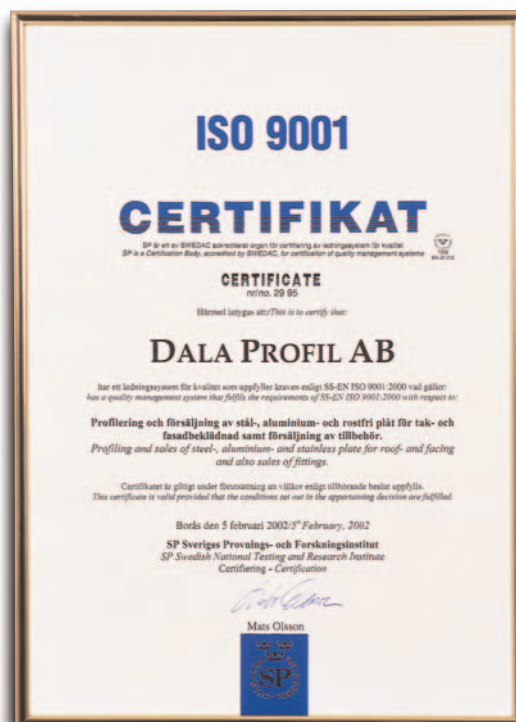 ISO 9001
CERTIFIKAT
SP är ett av SWEDAC ackrediterat organ för certifiering av ledningssystem för kvalitet
SP is a Certification Body, accredited by SWEDAC, for certification of quality management systems
CERTIFICATE
nr/no. 29 95
Härmed intygas att:/This is to certify that:
DALA PROFIL AB
har ett ledningssystem för kvalitet som uppfyller kraven enligt SS-EN ISO 9001:2000 vad gäller:
has a quality management system that fulfils the requirements of SS-EN ISO 9001:2000 with respect to:
Profilering och försäljning av stål-, aluminium- och rostfri plåt för tak- och
fasadbeklädnad samt försäljning av tillbehör.
Profiling and sales of steel-, aluminium- and stainless plate for roof- and facing
and also sales of fittings.
Certifikatet är giltigt under förutsättning att villkor enligt tillhörande beslut uppfylls.
This certificate is valid provided that the conditions set out in the appertaining decision are fulfilled.
Borås den 5 februari 2002/5th February, 2002
SP Sveriges Provnings- och Forskningsinstitut
SP Swedish National Testing and Research Institute
Certifiering - Certification
Mats Olsson
SP